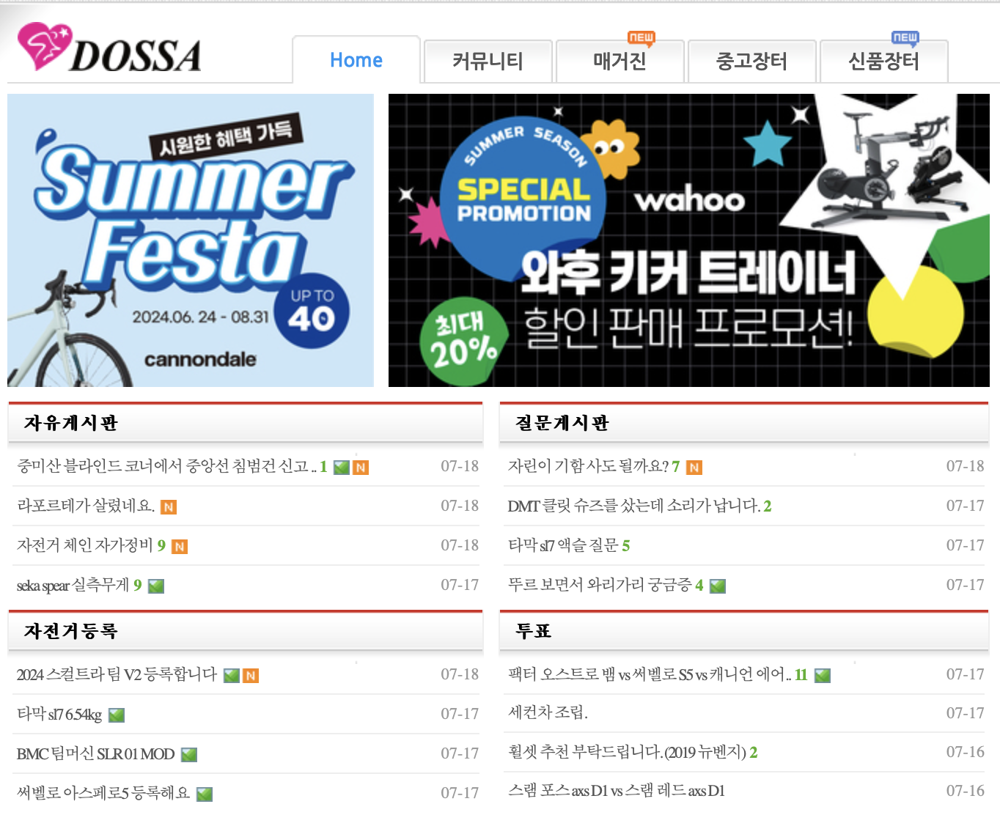 DOSSA
Home
커뮤니티
NEW
매거진
중고장터
NEW
신품장터
시원한 혜택 가득
Summer
Festa
UP TO
40
2024.06. 24 - 08.31
cannondale
SUMMER SEASON
SPECIAL
PROMOTION
wahoo
와후 키커 트레이너
할인 판매 프로모션!
최대
20%
자유게시판
중미산 블라인드 코너에서 중앙선 침범건 신고 .. 1 N 07-18
라포르테가 살렸네요. N 07-18
자전거 체인 자가정비 9 N 07-18
seka spear 실측무게 9 07-17
질문게시판
자린이 기함 사도 될까요? 7 N 07-18
DMT 클릿 슈즈를 샀는데 소리가 납니다. 2 07-17
타막 sl7 액슬 질문 5 07-17
뚜르 보면서 와리가리 궁금증 4 07-17
자전거등록
2024 스컬트라 팀 V2 등록합니다 N 07-18
타막 sl7 6.54kg 07-17
BMC 팀머신 SLR 01 MOD 07-17
써벨로 아스페로5 등록해요 07-17
투표
팩터 오스트로 뱀 vs 써벨로 S5 vs 캐니언 에어.. 11 07-17
세컨차 조립. 07-17
휠셋 추천 부탁드립니다. (2019 뉴벤지) 2 07-16
스램 포스 axs D1 vs 스램 레드 axs D1 07-16